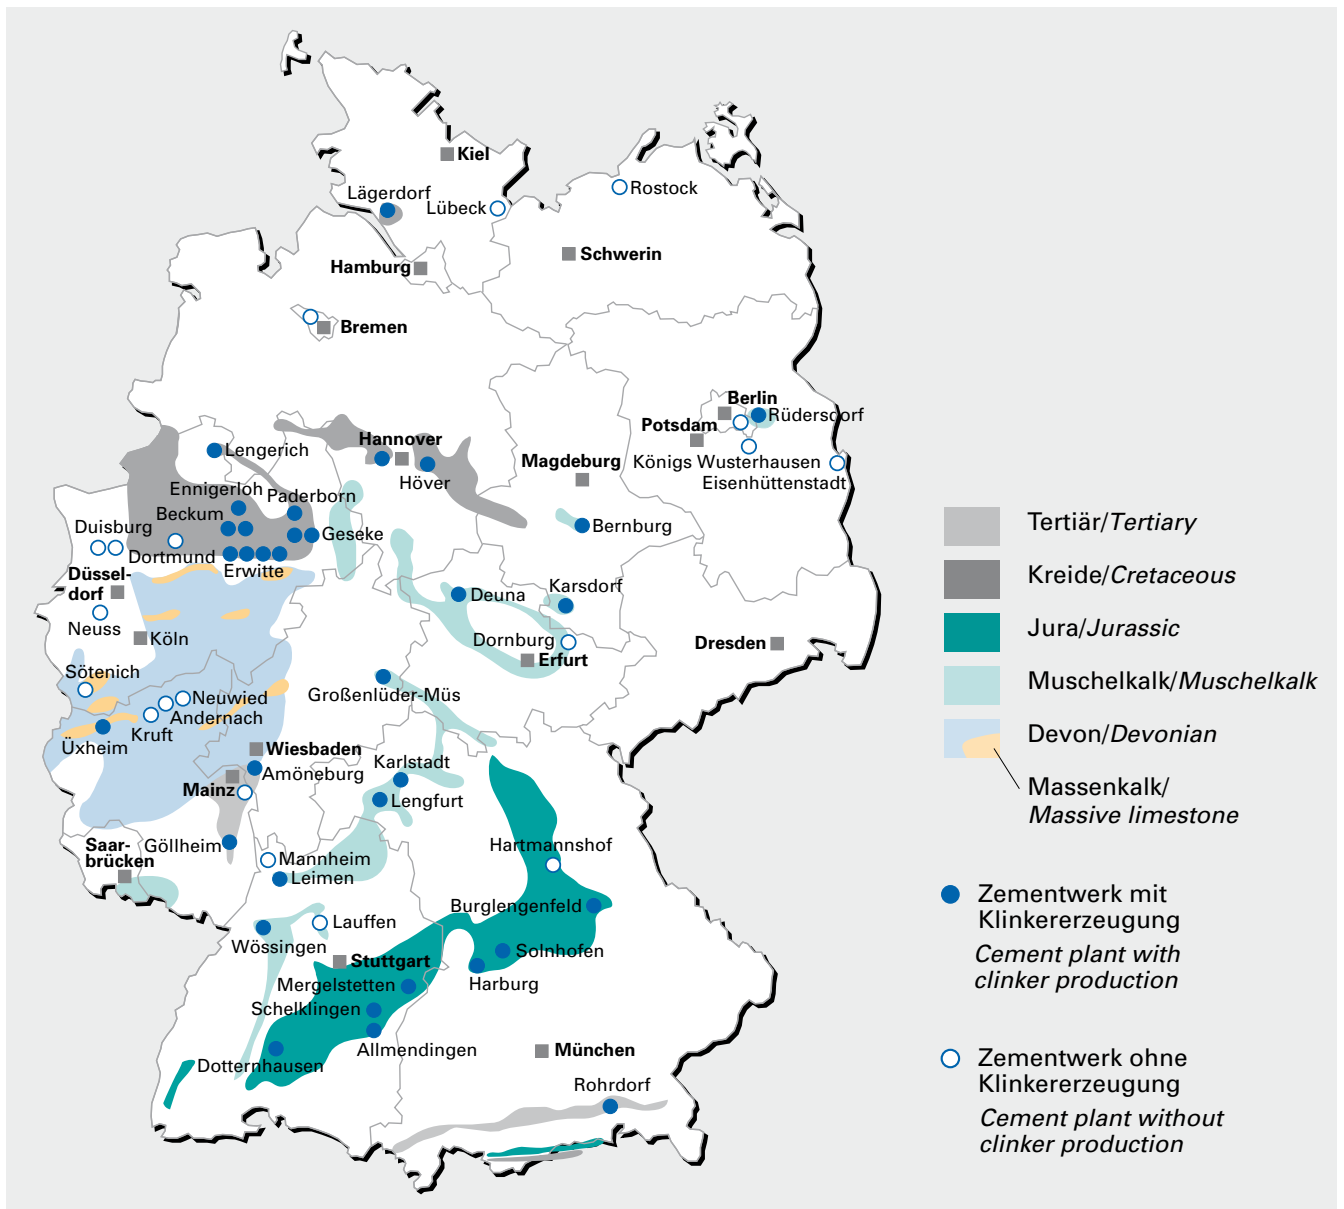 Kiel
Lägerdorf
Lübeck
Rostock
Schwerin
Hamburg
Bremen
Berlin
Rüdersdorf
Potsdam
Königs Wusterhausen
Eisenhüttenstadt
Hannover
Höver
Magdeburg
Bernburg
Lengerich
Ennigerloh
Paderborn
Beckum
Geseke
Duisburg
Dortmund
Erwitte
Düssel-
dorf
Neuss
Köln
Deuna
Karsdorf
Dornburg
Erfurt
Dresden
Sötenich
Großenlüder-Müs
Neuwied
Andernach
Kruft
Üxheim
Wiesbaden
Amöneburg
Mainz
Karlstadt
Lengfurt
Göllheim
Saar-
brücken
Mannheim
Leimen
Hartmannshof
Burglengenfeld
Lauffen
Wössingen
Stuttgart
Solnhofen
Harburg
Mergelstetten
Schelklingen
Allmendingen
Dotternhausen
München
Rohrdorf
Tertiär/Tertiary
Kreide/Cretaceous
Jura/Jurassic
Muschelkalk/Muschelkalk
Devon/Devonian
Massenkalk/
Massive limestone
Zementwerk mit
Klinkererzeugung
Cement plant with
clinker production
Zementwerk ohne
Klinkererzeugung
Cement plant without
clinker production